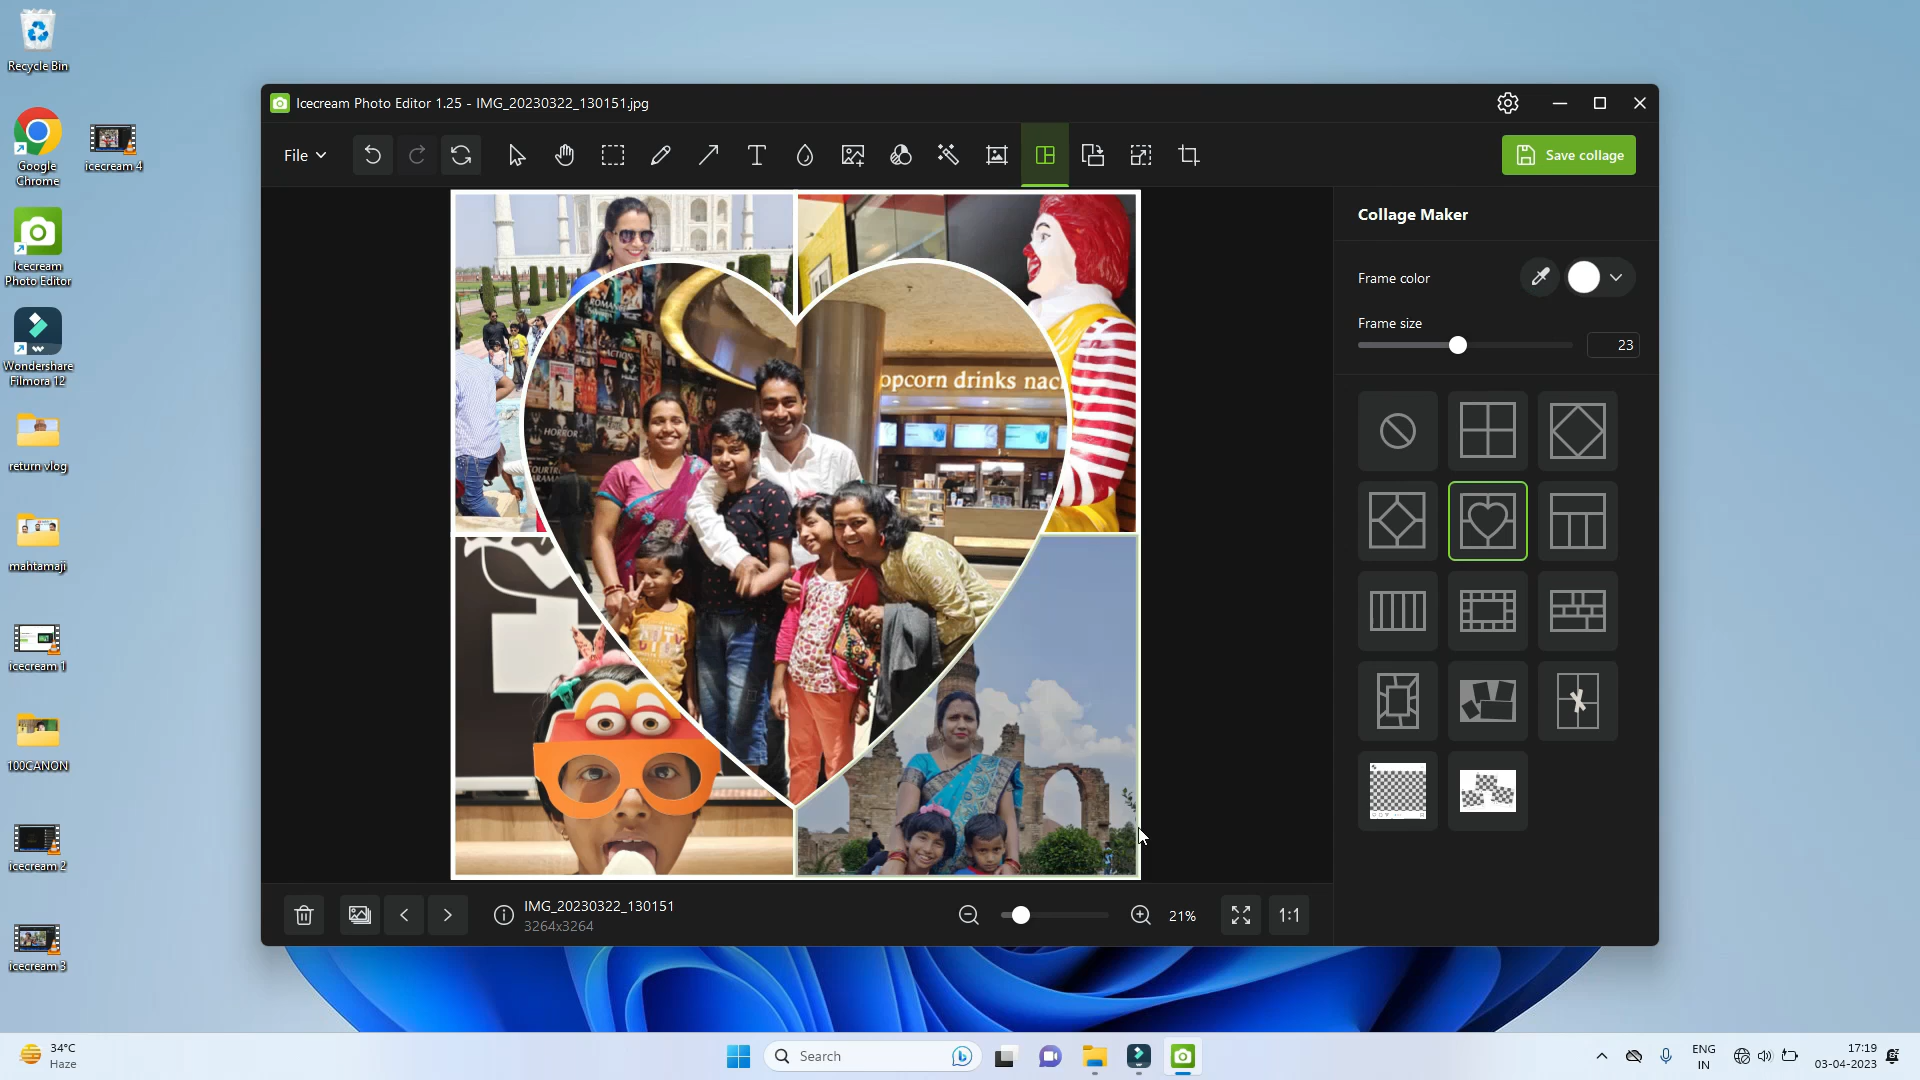 Recycle Bin
Google
Chrome
icecream 4
Icecream
Photo Editor
Wondershare
Filmora 12
return vlog
mahtamaji
icecream 1
100CANON
icecream 2
icecream 3
Icecream Photo Editor 1.25 - IMG_20230322_130151.jpg
File
Save collage
Collage Maker
Frame color
Frame size
23
ROMANCE
ACTION
HORROR
opcorn drinks nac
IMG_20230322_130151
3264x3264
21%
1:1
34°C
Haze
Search
ENG
IN
17:19
03-04-2023